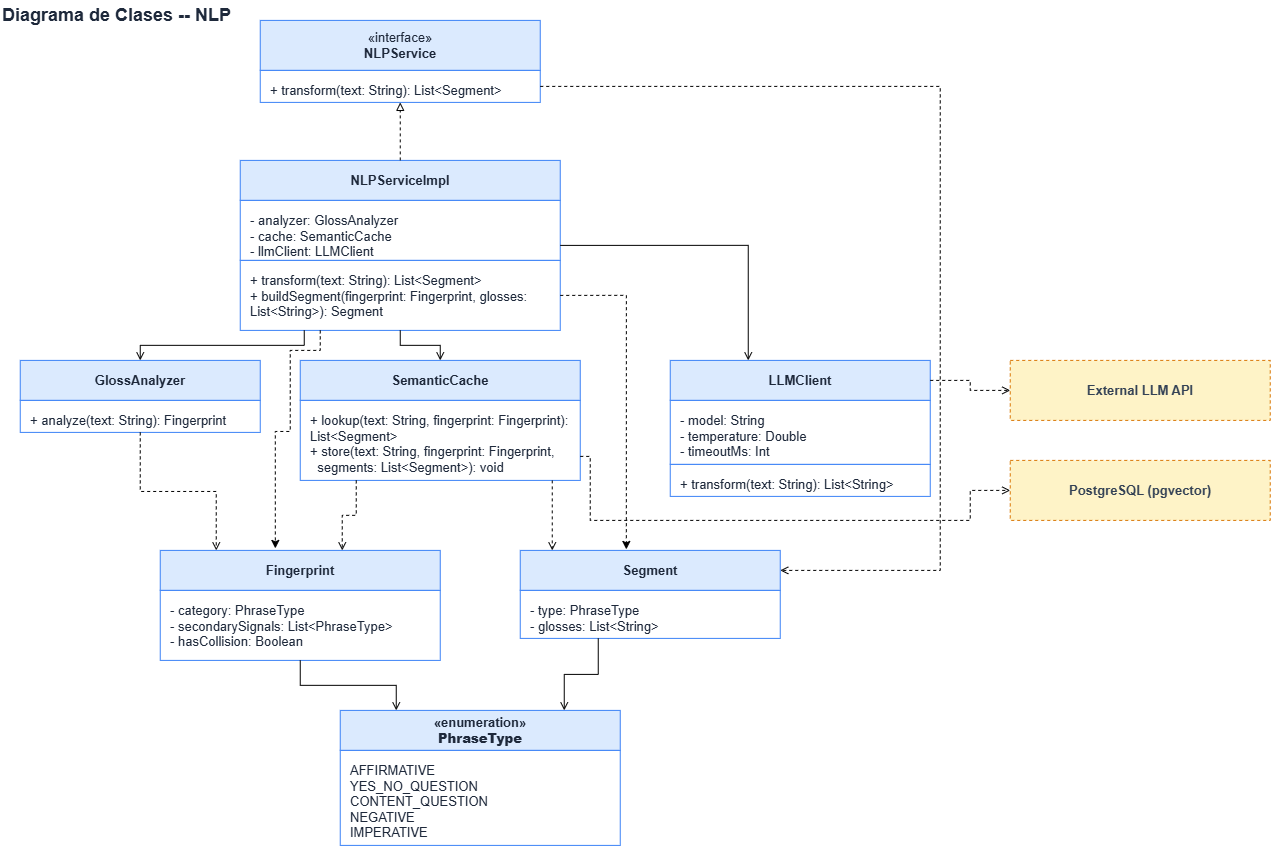 Diagrama de Clases -- NLP
«interface»
NLPService
+ transform(text: String): List<Segment>
NLPServiceImpl
- analyzer: GlossAnalyzer
- cache: SemanticCache
- llmClient: LLMClient
+ transform(text: String): List<Segment>
+ buildSegment(fingerprint: Fingerprint, glosses:
List<String>): Segment
GlossAnalyzer
+ analyze(text: String): Fingerprint
SemanticCache
+ lookup(text: String, fingerprint: Fingerprint):
List<Segment>
+ store(text: String, fingerprint: Fingerprint,
segments: List<Segment>): void
LLMClient
- model: String
- temperature: Double
- timeoutMs: Int
+ transform(text: String): List<String>
External LLM API
PostgreSQL (pgvector)
Fingerprint
- category: PhraseType
- secondarySignals: List<PhraseType>
- hasCollision: Boolean
Segment
- type: PhraseType
- glosses: List<String>
«enumeration»
PhraseType
AFFIRMATIVE
YES_NO_QUESTION
CONTENT_QUESTION
NEGATIVE
IMPERATIVE